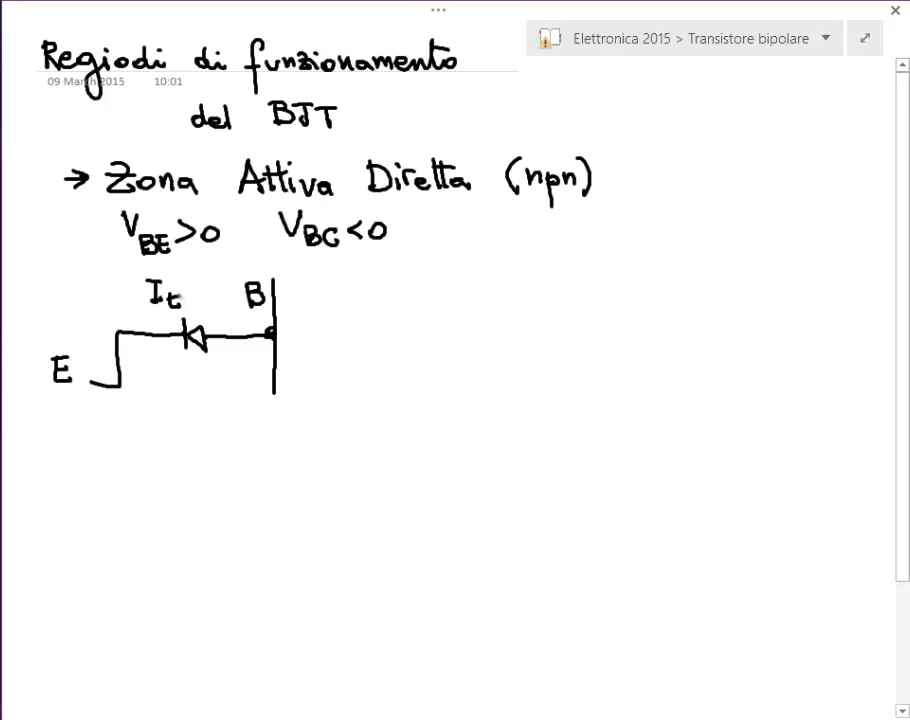 Elettronica 2015 > Transistore bipolare
Regiodi di funzionamento
09 March 2015 10:01
del BJT
→ Zona Attiva Diretta (npn)
VBE>0 VBC<0
It B
E